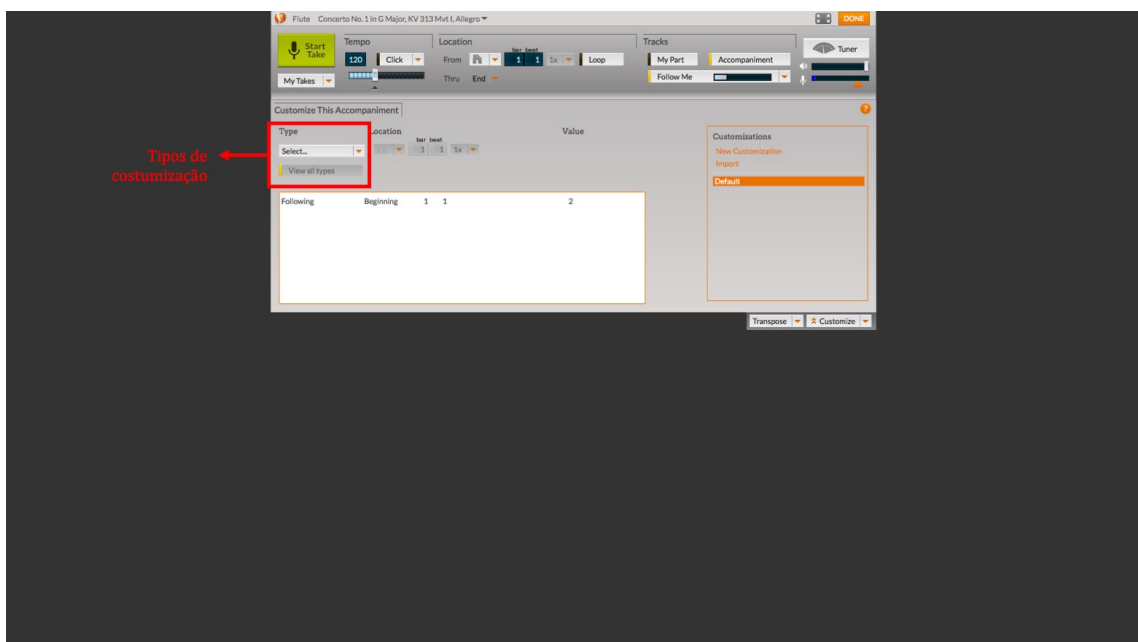 Flute Concerto No. 1 in G Major, KV 313 Mvt I, Allegro
DONE
Start
Take
My Takes
Tempo
120 Click
Location
bar beat
From 1 1 1x Loop
Thru End
Tracks
My Part Accompaniment
Follow Me
Tuner
Customize This Accompaniment
?
Type Location Value
bar beat
Select... 1 1 1x
View all types
Tipos de
costumização
Following Beginning 1 1 2
Customizations
New Customization
Import
Default
Transpose Customize